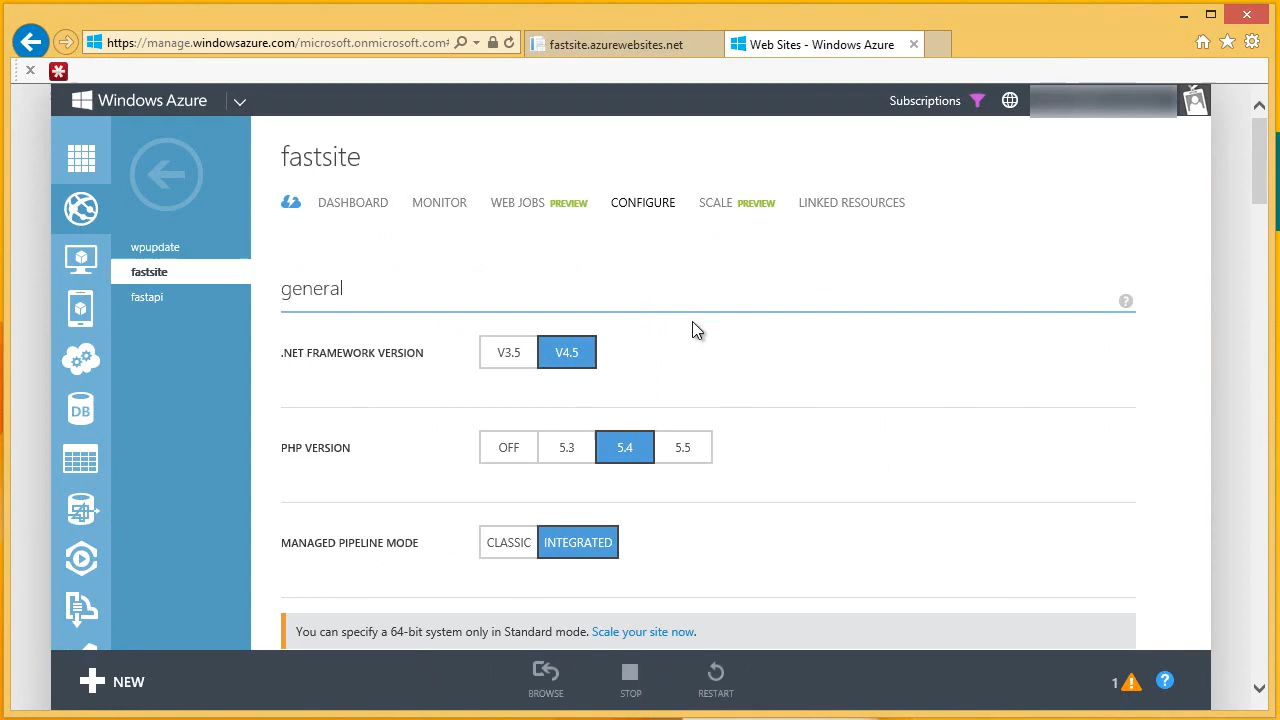 https://manage.windowsazure.com/microsoft.onmicrosoft.com#
fastsite.azurewebsites.net
Web Sites - Windows Azure
Windows Azure
Subscriptions
fastsite
DASHBOARD
MONITOR
WEB JOBS PREVIEW
CONFIGURE
SCALE PREVIEW
LINKED RESOURCES
wpupdate
fastsite
fastapi
general
?
.NET FRAMEWORK VERSION
V3.5
V4.5
PHP VERSION
OFF
5.3
5.4
5.5
MANAGED PIPELINE MODE
CLASSIC
INTEGRATED
DB
You can specify a 64-bit system only in Standard mode. Scale your site now.
NEW
BROWSE
STOP
RESTART
1
?